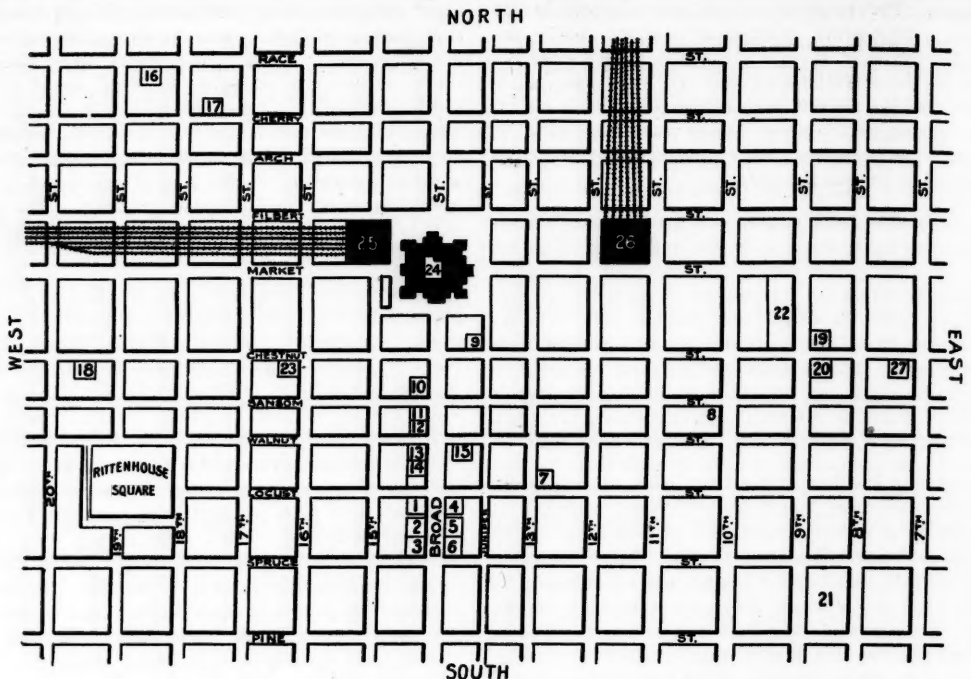 NORTH
RACE ST.
16
17
CHERRY ST.
ARCH ST.
ST. ST. ST. ST. ST. ST. ST. ST. ST. ST. ST. ST. ST.
FILBERT ST.
25
26
24
MARKET ST.
22
WEST
EAST
9
19
CHESTNUT ST.
18
23
10
20
27
SANSOM ST.
11
8
12
WALNUT ST.
13
15
14
7
RITTENHOUSE
SQUARE
LOCUST ST.
1
4
2
5
3
6
BROAD
JUNIPER
20TH
19TH
18TH
17TH
16TH
15TH
13TH
12TH
11TH
10TH
9TH
8TH
7TH
SPRUCE ST.
21
PINE ST.
SOUTH